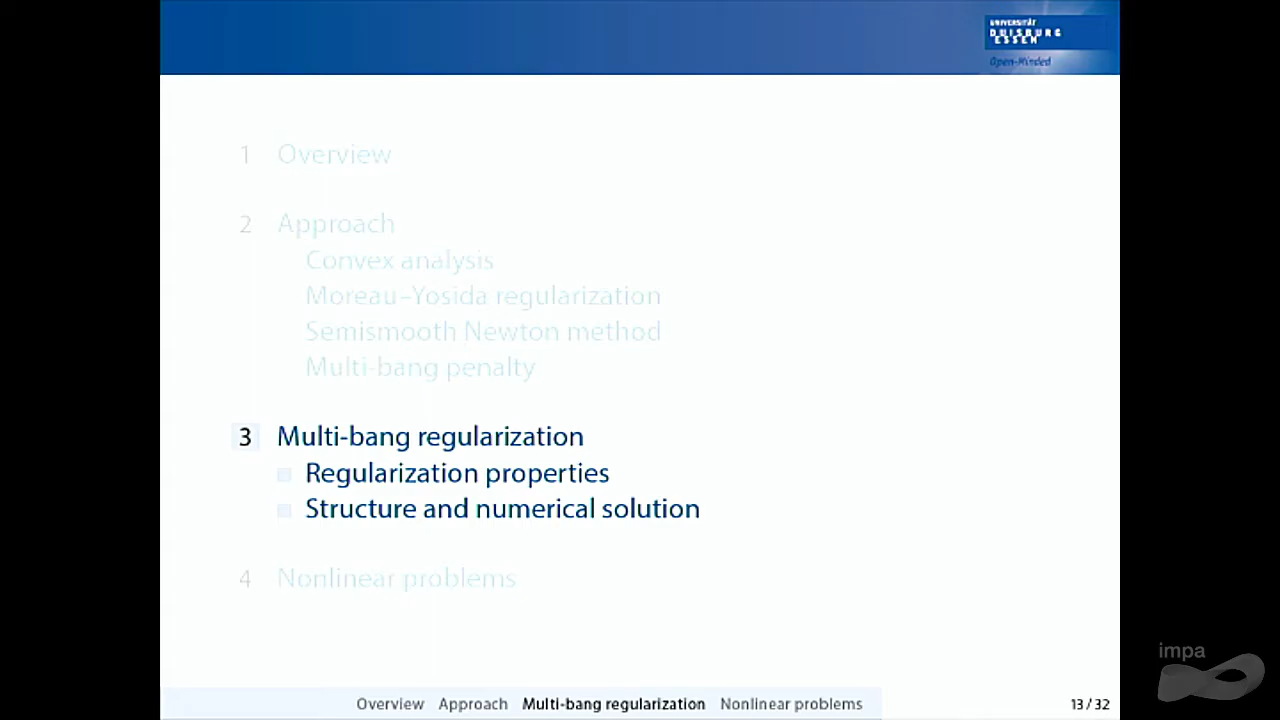 UNIVERSITÄT
DUISBURG
ESSEN
Open-Minded
1 Overview
2 Approach
Convex analysis
Moreau–Yosida regularization
Semismooth Newton method
Multi-bang penalty
3 Multi-bang regularization
Regularization properties
Structure and numerical solution
4 Nonlinear problems
impa
Overview Approach Multi-bang regularization Nonlinear problems 13 / 32